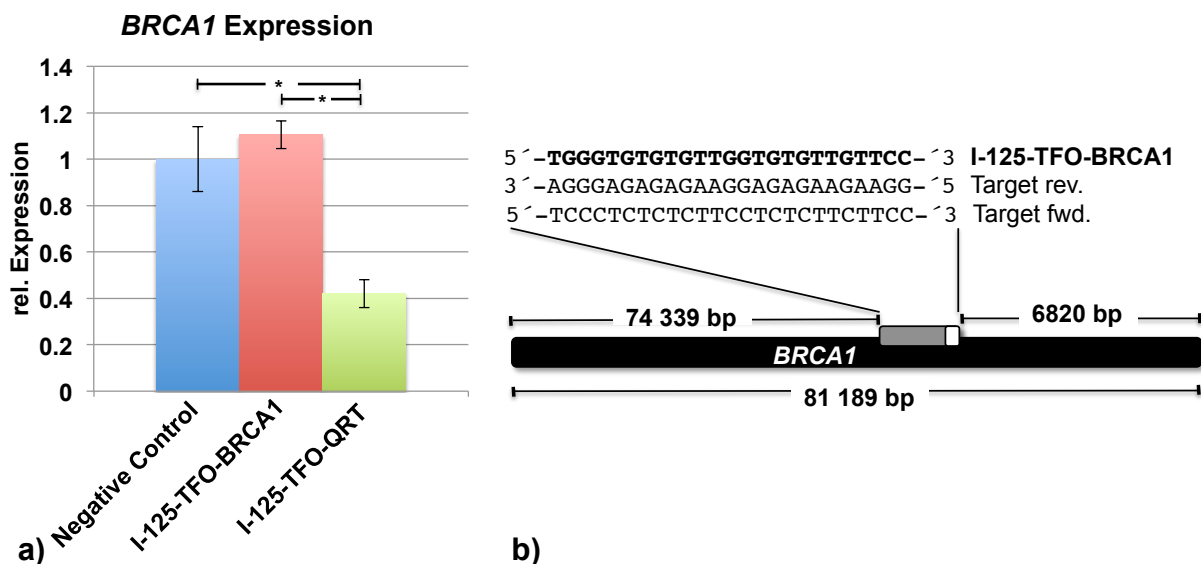 BRCA1 Expression
rel. Expression
1.4
1.2
1
0.8
0.6
0.4
0.2
0
*
*
Negative Control
I-125-TFO-BRCA1
I-125-TFO-QRT
a)
5´-TGGGTGTGTGTTGGTGTGTTGTTCC-´3 I-125-TFO-BRCA1
3´-AGGGAGAGAGAAGGAGAGAAGAAGG-´5 Target rev.
5´-TCCCTCTCTCTTCCTCTCTTCTTCC-´3 Target fwd.
74 339 bp
6820 bp
BRCA1
81 189 bp
b)